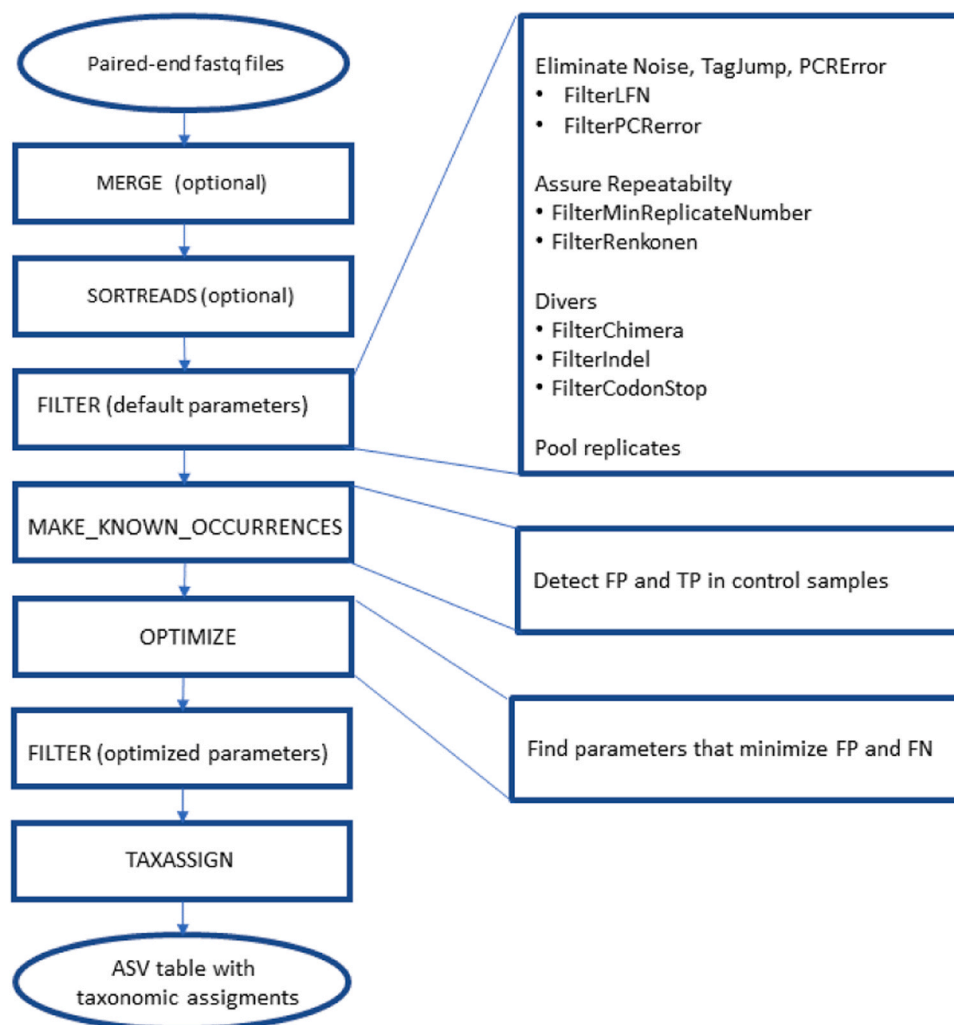 Paired-end fastq files
MERGE (optional)
SORTREADS (optional)
FILTER (default parameters)
MAKE_KNOWN_OCCURRENCES
OPTIMIZE
FILTER (optimized parameters)
TAXASSIGN
ASV table with
taxonomic assigments
Eliminate Noise, TagJump, PCRError
• FilterLFN
• FilterPCRerror
Assure Repeatabilty
• FilterMinReplicateNumber
• FilterRenkonen
Divers
• FilterChimera
• FilterIndel
• FilterCodonStop
Pool replicates
Detect FP and TP in control samples
Find parameters that minimize FP and FN